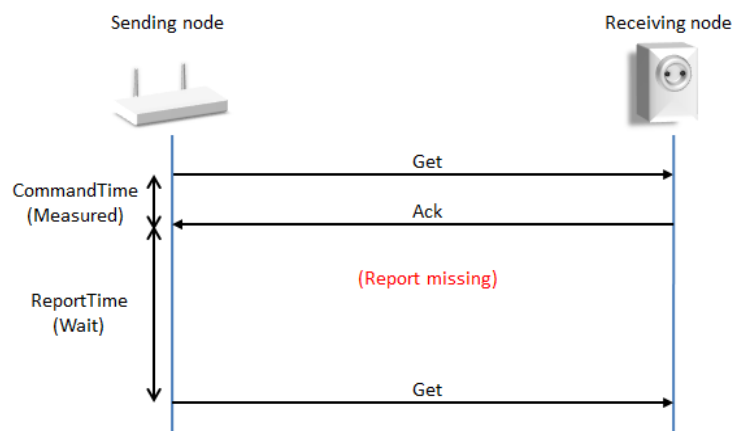 Sending node
Receiving node
Get
CommandTime
(Measured)
Ack
(Report missing)
ReportTime
(Wait)
Get